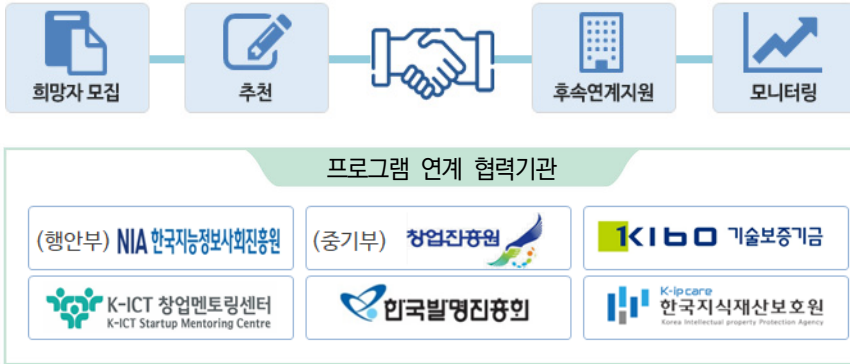 희망자 모집
추천
후속연계지원
모니터링
프로그램 연계 협력기관
(행안부) NIA 한국지능정보사회진흥원
(중기부) 창업진흥원
KIBO 기술보증기금
K-ICT 창업멘토링센터
K-ICT Startup Mentoring Centre
한국발명진흥회
K-ip care
한국지식재산보호원
Korea Intellectual property Protection Agency